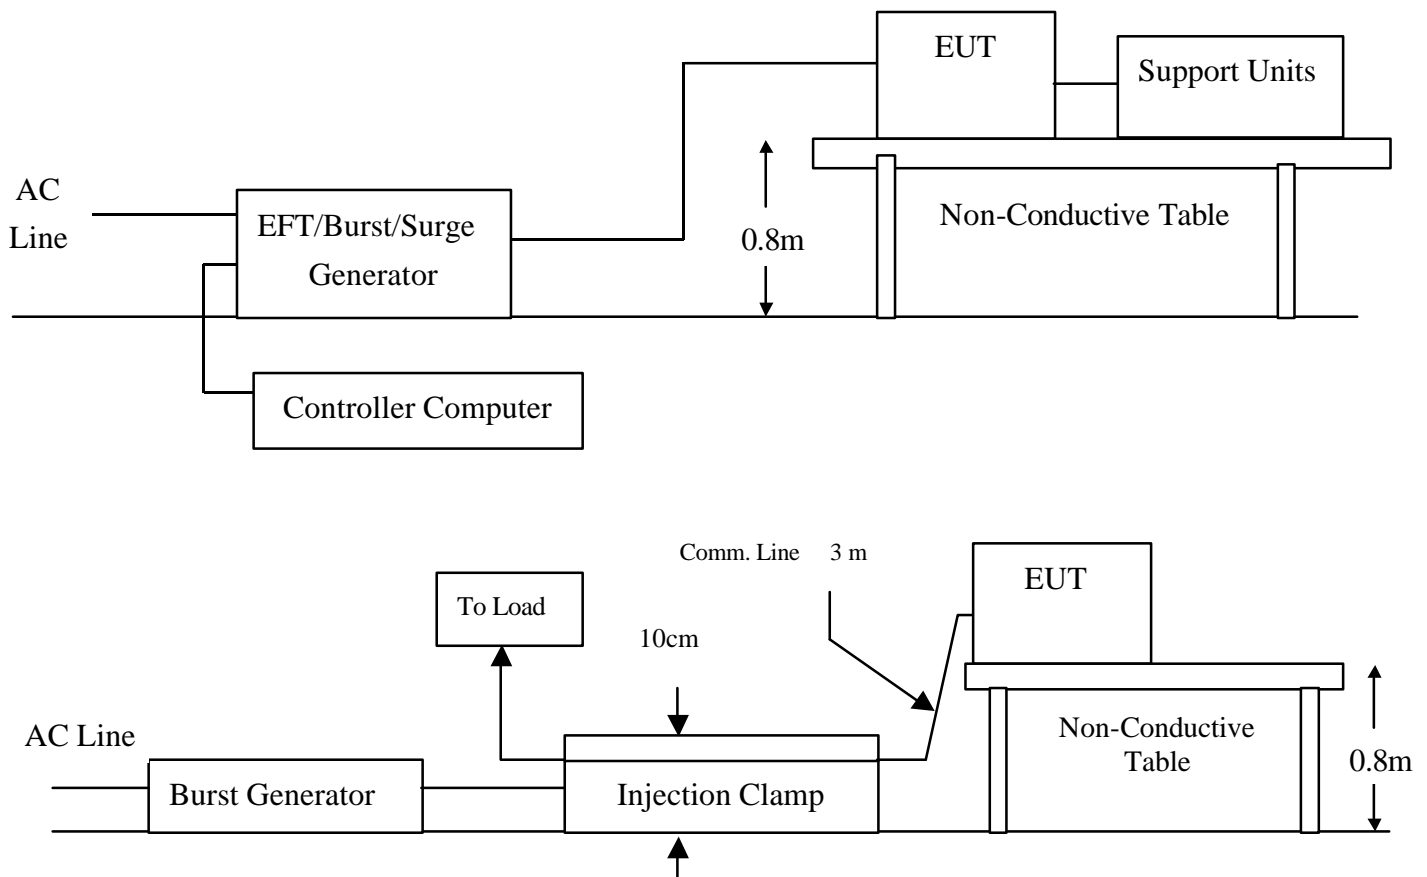 EUT
Support Units
AC
Line
EFT/Burst/Surge
Generator
0.8m
Non-Conductive Table
Controller Computer
Comm. Line 3 m
EUT
To Load
10cm
AC Line
Burst Generator
Injection Clamp
Non-Conductive
Table
0.8m